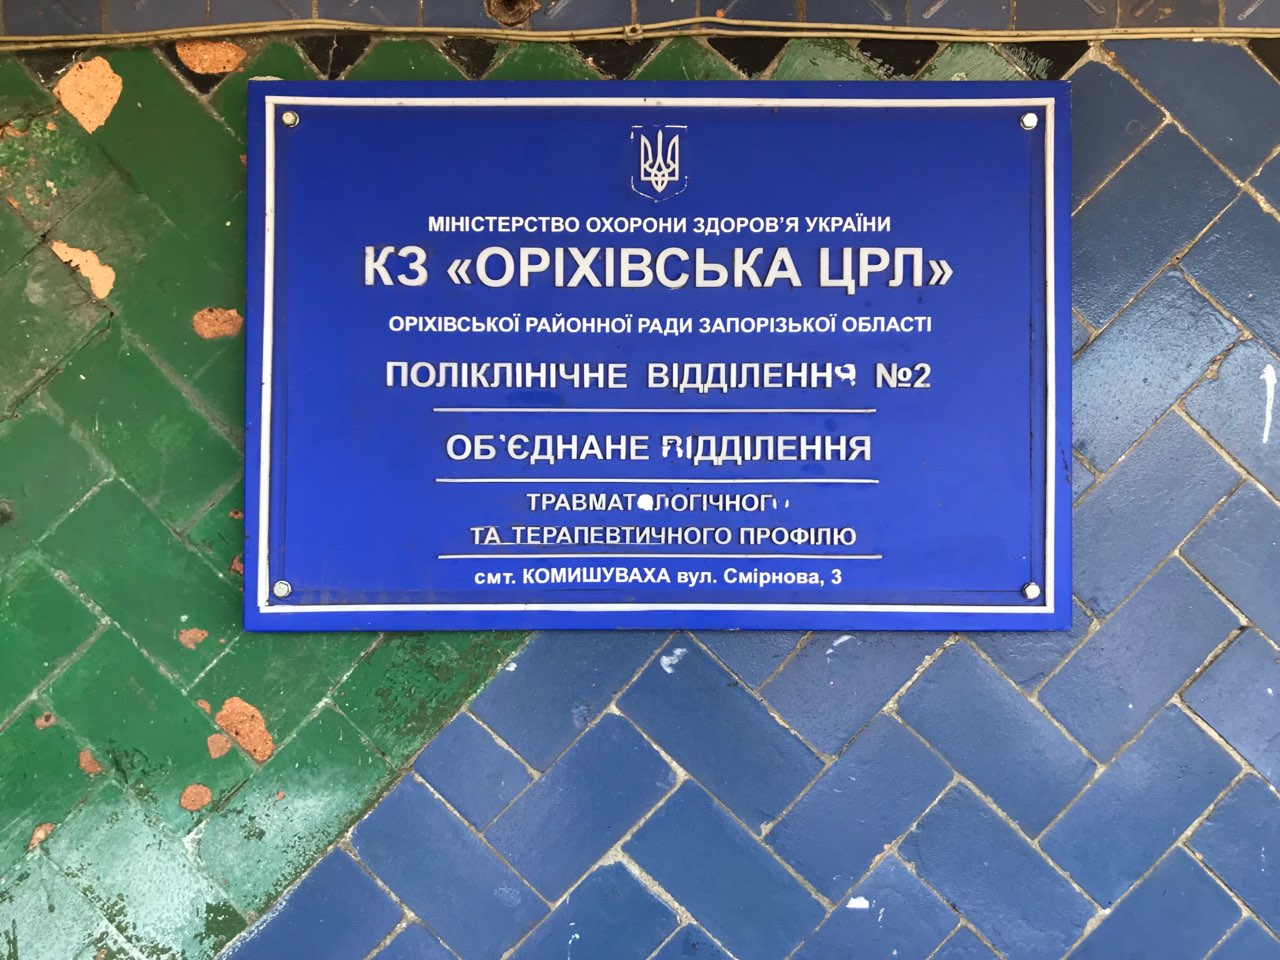 МІНІСТЕРСТВО ОХОРОНИ ЗДОРОВ'Я УКРАЇНИ
КЗ «ОРІХІВСЬКА ЦРЛ»
ОРІХІВСЬКОЇ РАЙОННОЇ РАДИ ЗАПОРІЗЬКОЇ ОБЛАСТІ
ПОЛІКЛІНІЧНЕ ВІДДІЛЕННЯ №2
ОБ'ЄДНАНЕ ВІДДІЛЕННЯ
ТРАВМАТОЛОГІЧНОГО
ТА ТЕРАПЕВТИЧНОГО ПРОФІЛЮ
смт. КОМИШУВАХА вул. Смірнова, 3